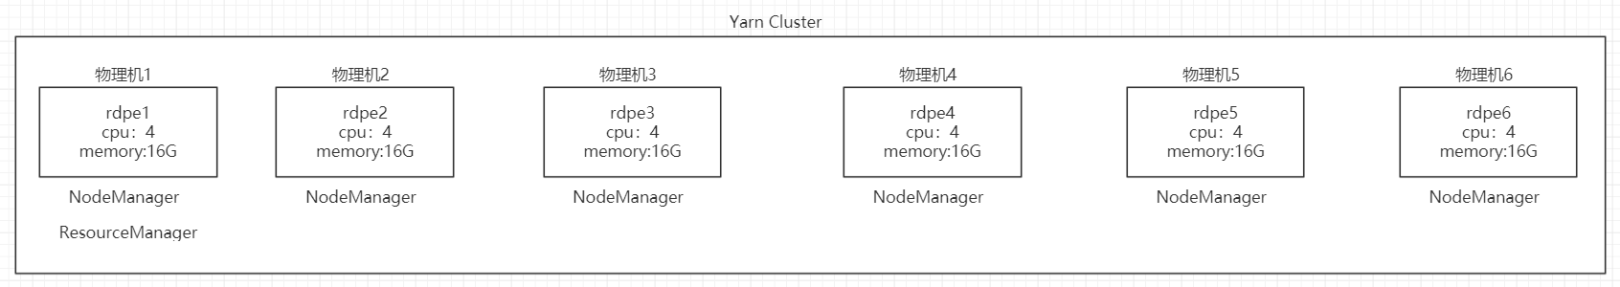 Yarn Cluster
物理机1
rdpe1
cpu：4
memory:16G
NodeManager
ResourceManager
物理机2
rdpe2
cpu：4
memory:16G
NodeManager
物理机3
rdpe3
cpu：4
memory:16G
NodeManager
物理机4
rdpe4
cpu：4
memory:16G
NodeManager
物理机5
rdpe5
cpu：4
memory:16G
NodeManager
物理机6
rdpe6
cpu：4
memory:16G
NodeManager